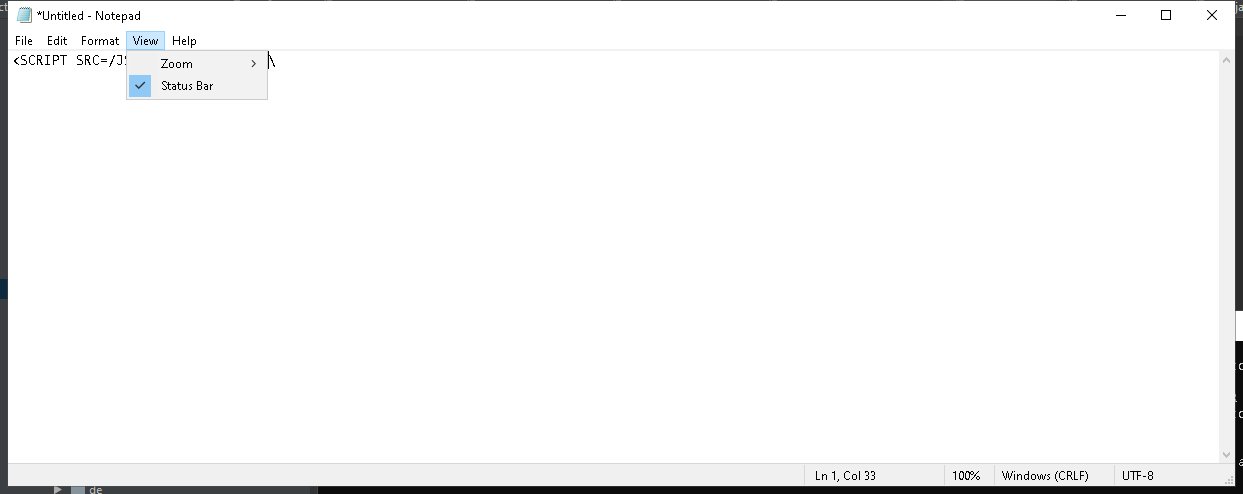 *Untitled - Notepad
File Edit Format View Help
<SCRIPT SRC=/JS \
Zoom
Status Bar
Ln 1, Col 33 100% Windows (CRLF) UTF-8
de